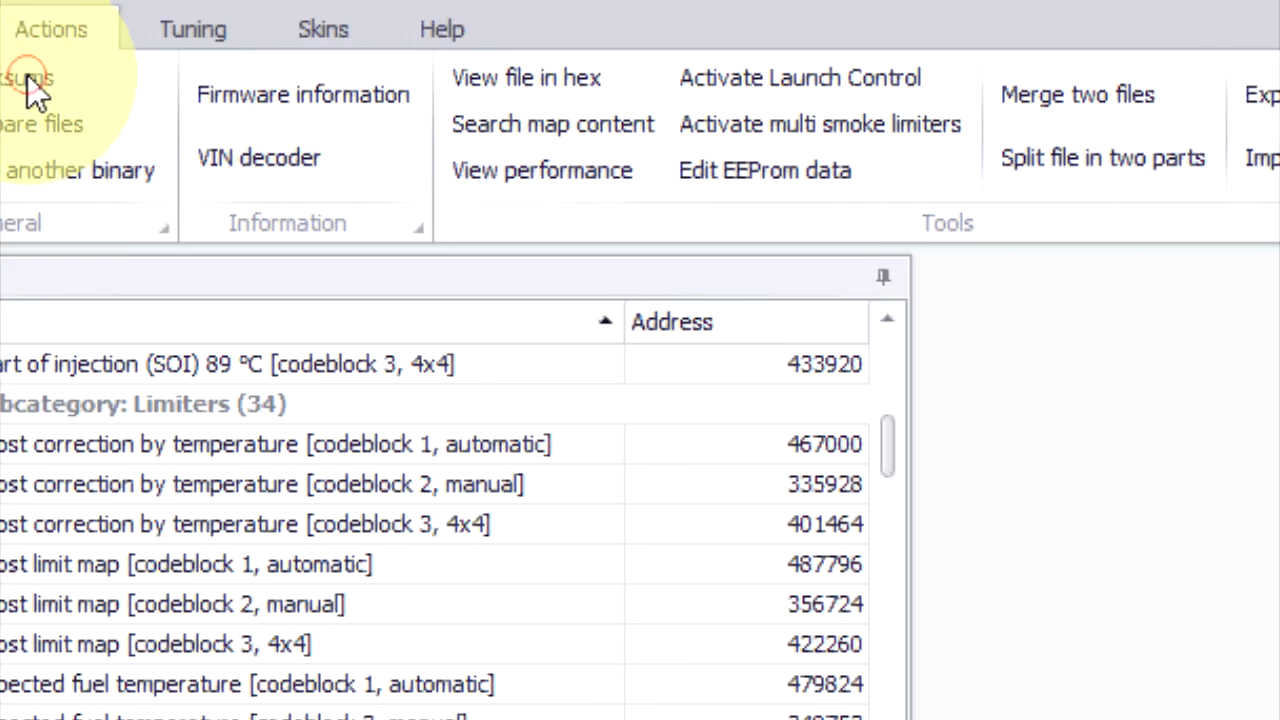 Actions Tuning Skins Help
ksums
pare files
another binary
eral
Firmware information
VIN decoder
Information
View file in hex
Search map content
View performance
Activate Launch Control
Activate multi smoke limiters
Edit EEProm data
Merge two files
Split file in two parts
Tools
Exp
Imp
Address
art of injection (SOI) 89 ºC [codeblock 3, 4x4] 433920
bcategory: Limiters (34)
ost correction by temperature [codeblock 1, automatic] 467000
ost correction by temperature [codeblock 2, manual] 335928
ost correction by temperature [codeblock 3, 4x4] 401464
ost limit map [codeblock 1, automatic] 487796
ost limit map [codeblock 2, manual] 356724
ost limit map [codeblock 3, 4x4] 422260
pected fuel temperature [codeblock 1, automatic] 479824